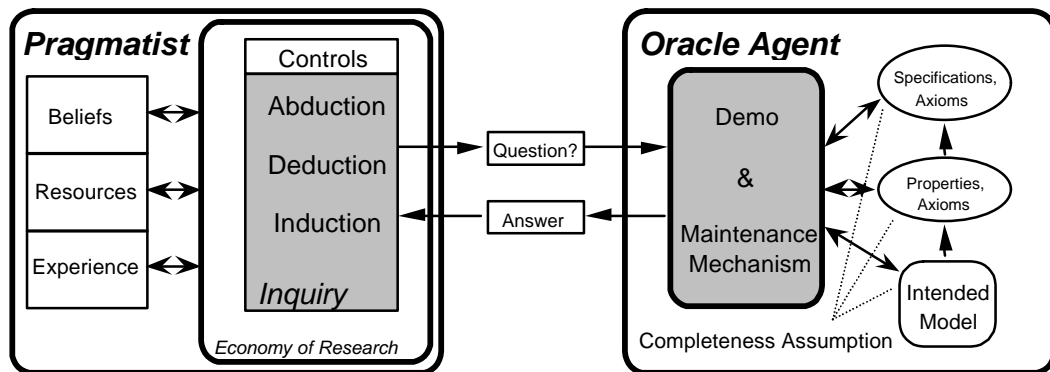 Pragmatist
Beliefs
Resources
Experience
Controls
Abduction
Deduction
Induction
Inquiry
Economy of Research
Question?
Answer
Oracle Agent
Demo
&
Maintenance
Mechanism
Specifications,
Axioms
Properties,
Axioms
Intended
Model
Completeness Assumption